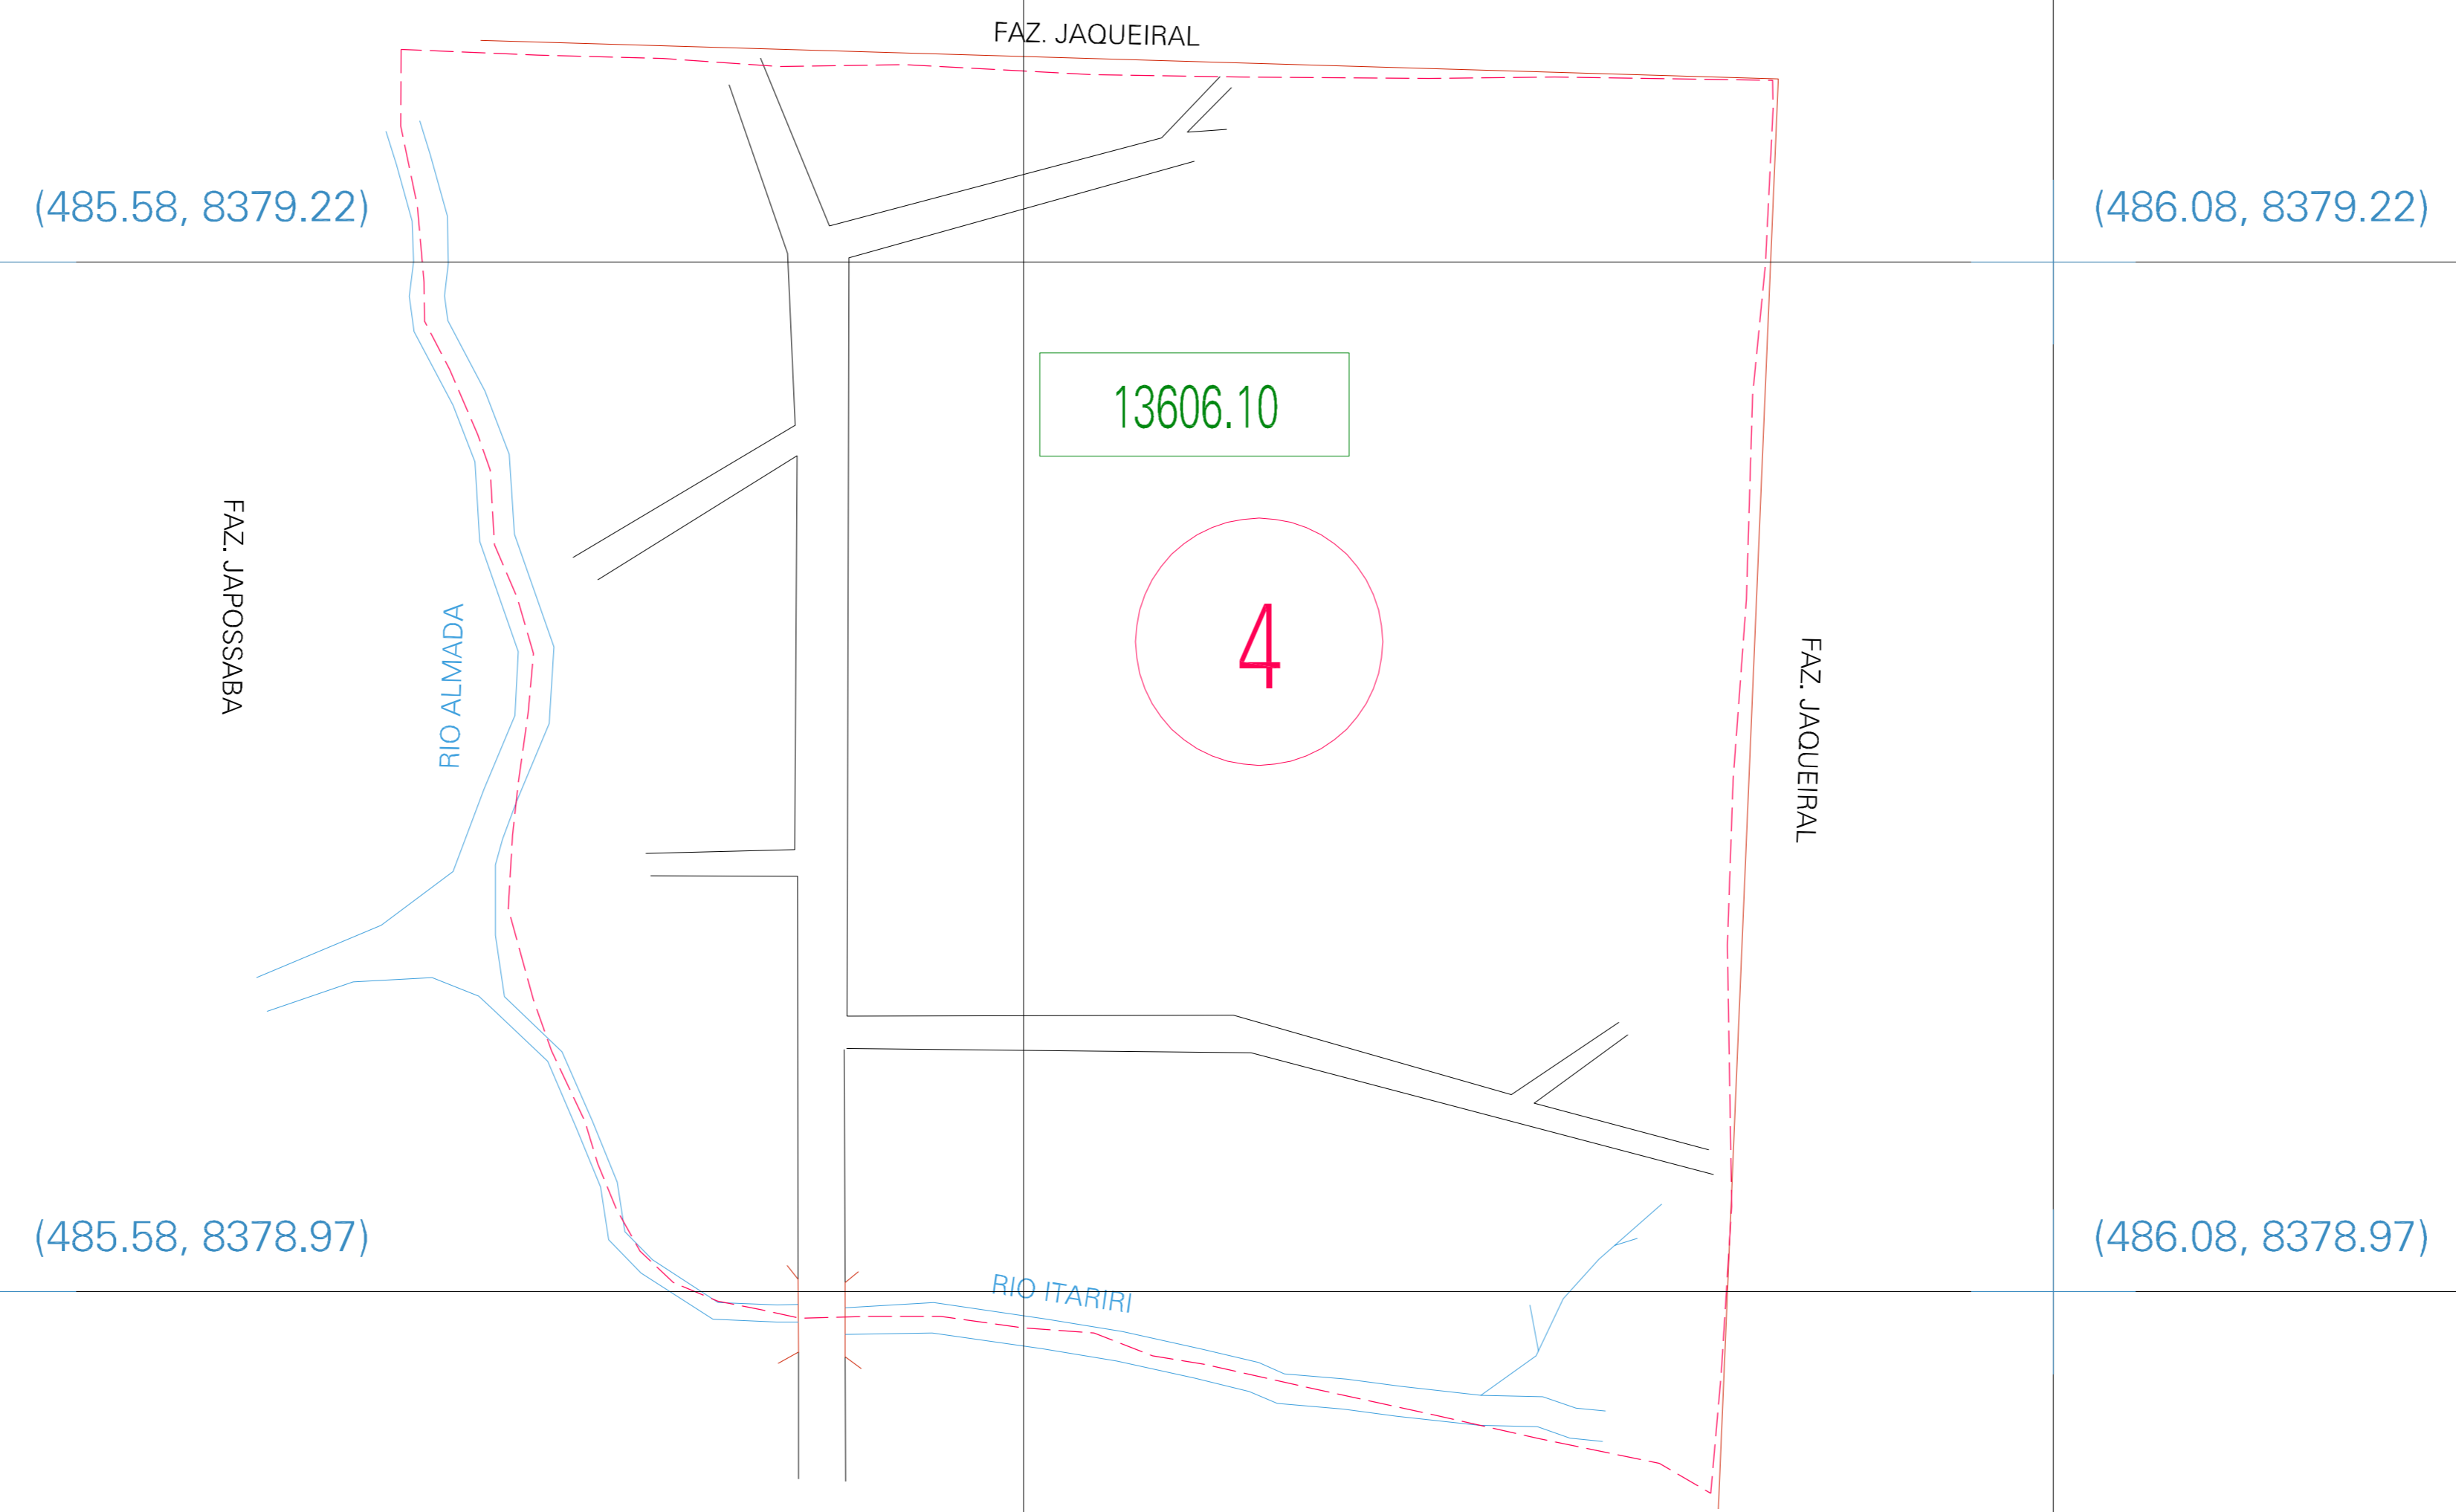 FAZ. JAQUEIRAL
(485.58, 8379.22)
(486.08, 8379.22)
13606.10
FAZ. JAPOSSABA
RIO ALMADA
4
FAZ. JAQUEIRAL
(485.58, 8378.97)
(486.08, 8378.97)
RIO ITARIRI